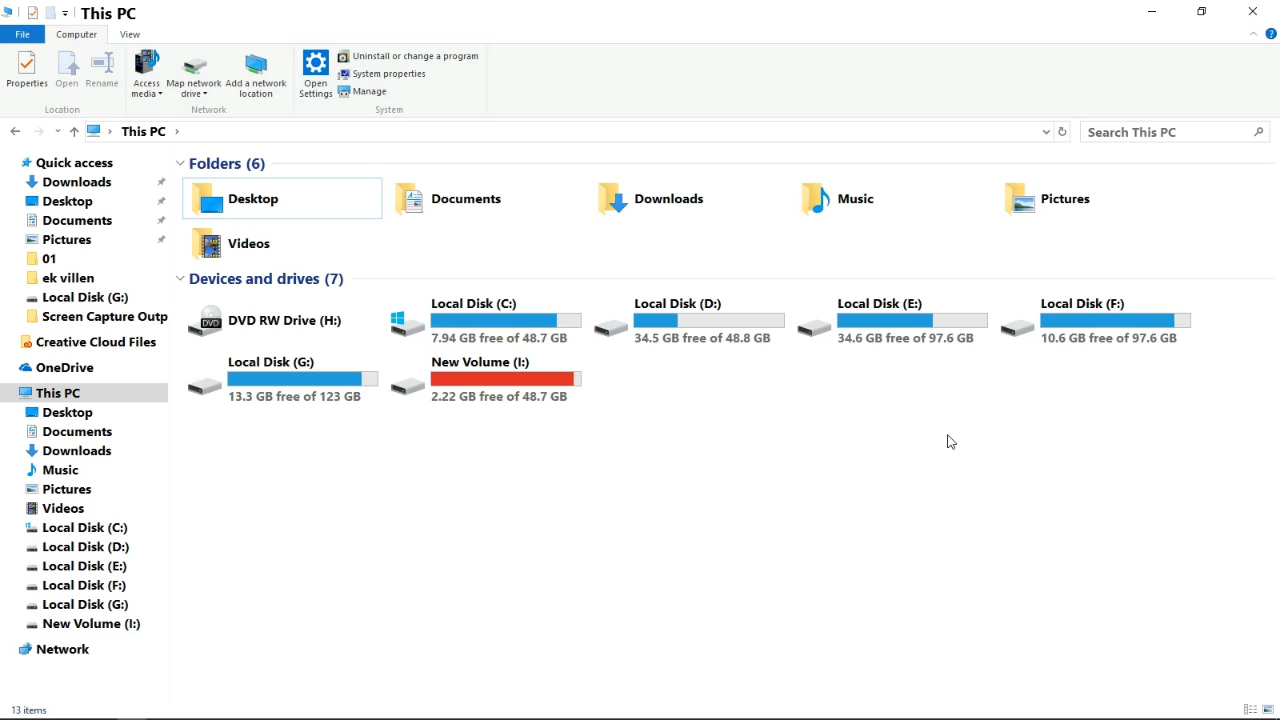 This PC
File Computer View
Properties Open Rename Access media Map network drive Add a network location Open Settings Uninstall or change a program
System properties
Manage
Location Network System
This PC Search This PC
Quick access
Downloads
Desktop
Documents
Pictures
01
ek villen
Local Disk (G:)
Screen Capture Outp
Creative Cloud Files
OneDrive
This PC
Desktop
Documents
Downloads
Music
Pictures
Videos
Local Disk (C:)
Local Disk (D:)
Local Disk (E:)
Local Disk (F:)
Local Disk (G:)
New Volume (I:)
Network
Folders (6)
Desktop Documents Downloads Music Pictures
Videos
Devices and drives (7)
DVD DVD RW Drive (H:)
Local Disk (C:)
7.94 GB free of 48.7 GB
Local Disk (D:)
34.5 GB free of 48.8 GB
Local Disk (E:)
34.6 GB free of 97.6 GB
Local Disk (F:)
10.6 GB free of 97.6 GB
Local Disk (G:)
13.3 GB free of 123 GB
New Volume (I:)
2.22 GB free of 48.7 GB
13 items